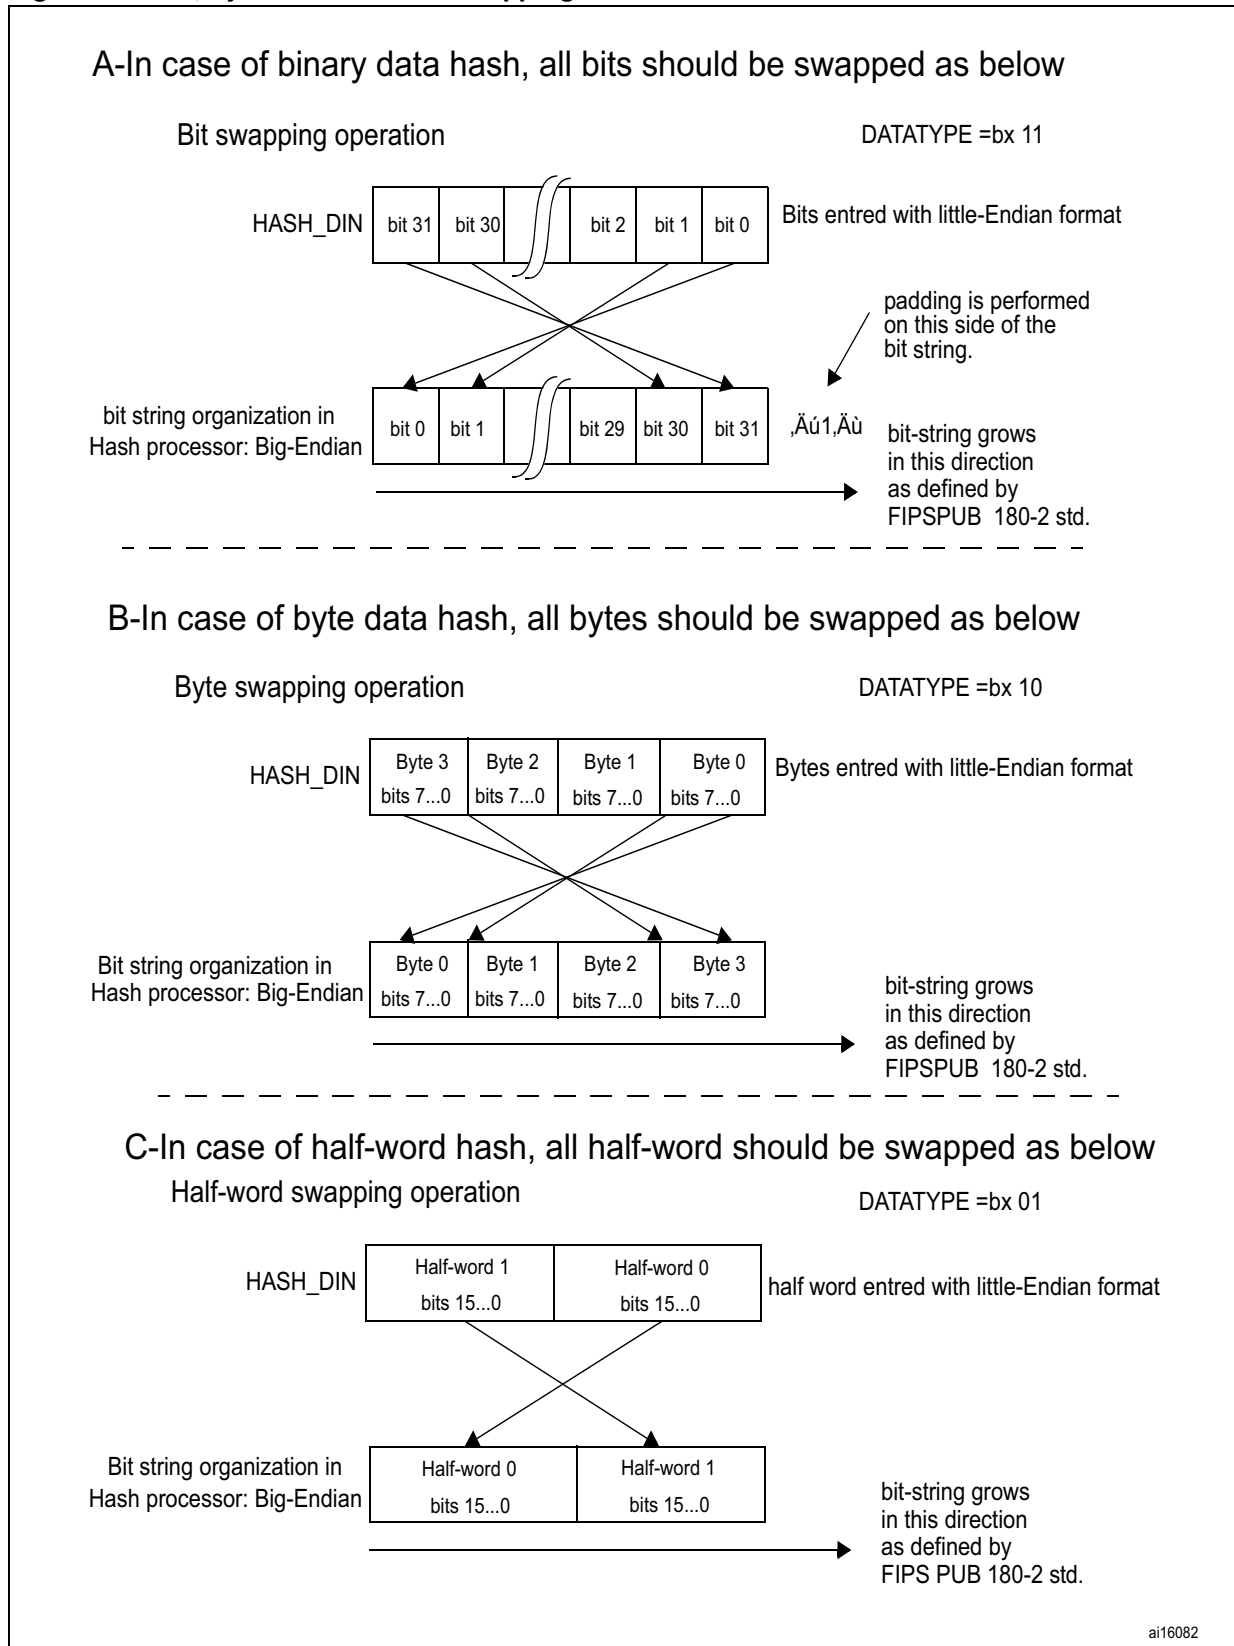 A-In case of binary data hash, all bits should be swapped as below
Bit swapping operation
DATATYPE =bx 11
HASH_DIN
bit 31
bit 30
bit 2
bit 1
bit 0
Bits entred with little-Endian format
padding is performed
on this side of the
bit string.
bit string organization in
Hash processor: Big-Endian
bit 0
bit 1
bit 29
bit 30
bit 31
‚Äú1‚Äù
bit-string grows
in this direction
as defined by
FIPSPUB 180-2 std.
B-In case of byte data hash, all bytes should be swapped as below
Byte swapping operation
DATATYPE =bx 10
HASH_DIN
Byte 3
bits 7...0
Byte 2
bits 7...0
Byte 1
bits 7...0
Byte 0
bits 7...0
Bytes entred with little-Endian format
Bit string organization in
Hash processor: Big-Endian
Byte 0
bits 7...0
Byte 1
bits 7...0
Byte 2
bits 7...0
Byte 3
bits 7...0
bit-string grows
in this direction
as defined by
FIPSPUB 180-2 std.
C-In case of half-word hash, all half-word should be swapped as below
Half-word swapping operation
DATATYPE =bx 01
HASH_DIN
Half-word 1
bits 15...0
Half-word 0
bits 15...0
half word entred with little-Endian format
Bit string organization in
Hash processor: Big-Endian
Half-word 0
bits 15...0
Half-word 1
bits 15...0
bit-string grows
in this direction
as defined by
FIPS PUB 180-2 std.
ai16082